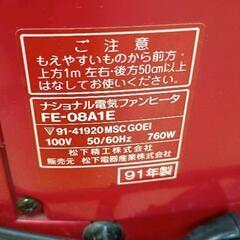 ご注意
もえやすいものから前方・
上方1m 左右・後方50cm以上
はなしてお使いください。
ナショナル電気ファンヒータ
FE-08A1E
▽91-41920 MSC GOEI
100V 50/60Hz 760W
松下精工株式会社
販売元 松下電器産業株式会社
91年製